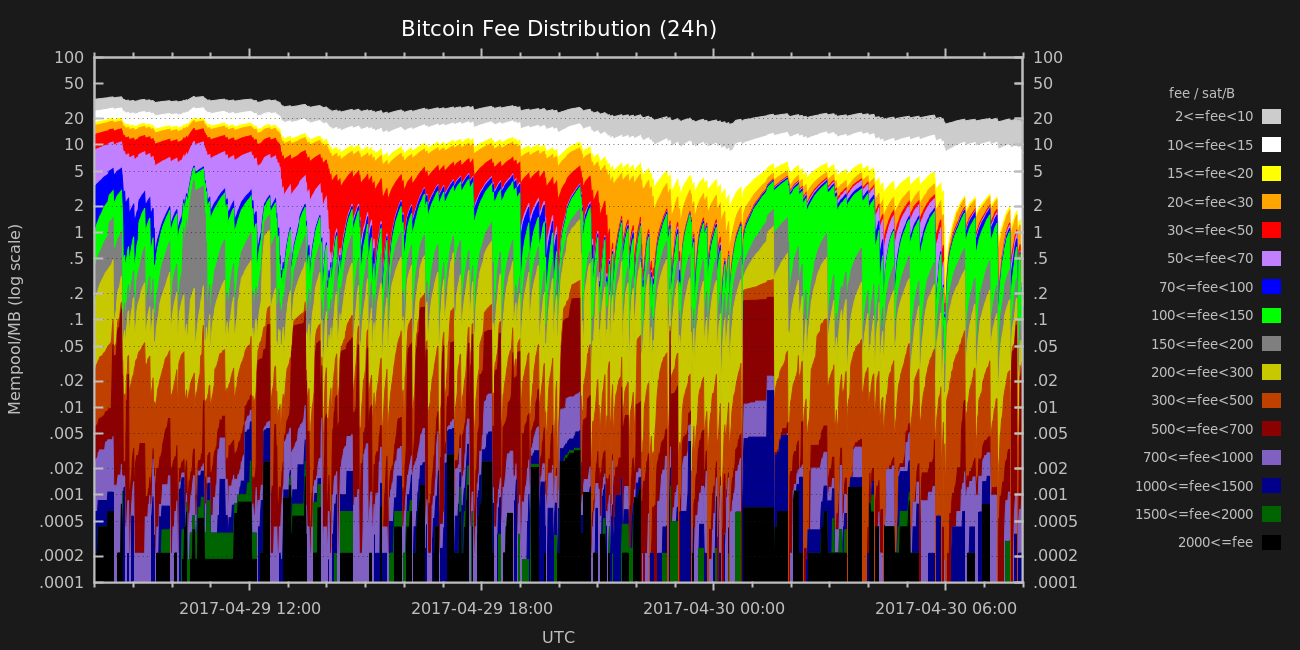 Bitcoin Fee Distribution (24h)
100
50
20
10
5
2
1
.5
.2
.1
.05
.02
.01
.005
.002
.001
.0005
.0002
.0001
Mempool/MB (log scale)
100
50
20
10
5
2
1
.5
.2
.1
.05
.02
.01
.005
.002
.001
.0005
.0002
.0001
fee / sat/B
2<=fee<10
10<=fee<15
15<=fee<20
20<=fee<30
30<=fee<50
50<=fee<70
70<=fee<100
100<=fee<150
150<=fee<200
200<=fee<300
300<=fee<500
500<=fee<700
700<=fee<1000
1000<=fee<1500
1500<=fee<2000
2000<=fee
2017-04-29 12:00
2017-04-29 18:00
2017-04-30 00:00
2017-04-30 06:00
UTC